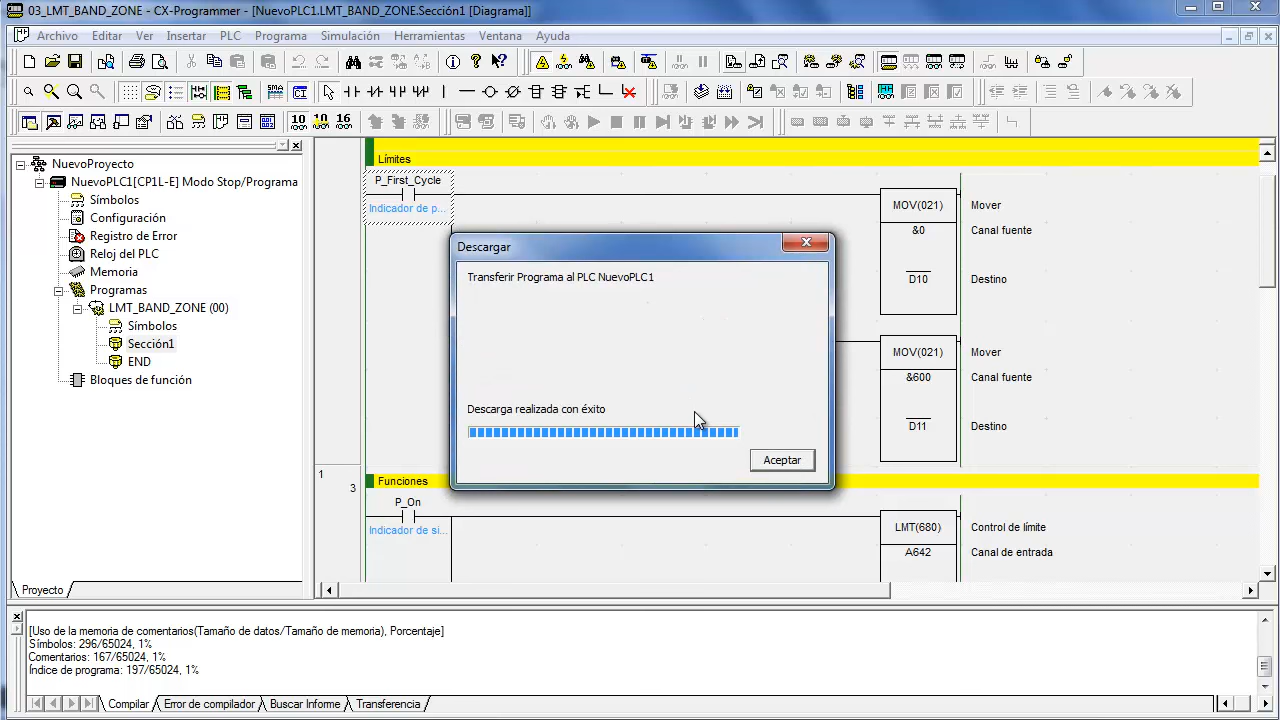 03_LMT_BAND_ZONE - CX-Programmer - [NuevoPLC1.LMT_BAND_ZONE.Sección1 [Diagrama]]
Archivo Editar Ver Insertar PLC Programa Simulación Herramientas Ventana Ayuda
10 10 16
NuevoProyecto
NuevoPLC1[CP1L-E] Modo Stop/Programa
Símbolos
Configuración
Registro de Error
Reloj del PLC
Memoria
Programas
LMT_BAND_ZONE (00)
Símbolos
Sección1
END
Bloques de función
Proyecto
Límites
P_First_Cycle
Indicador de p...
MOV(021) Mover
&0 Canal fuente
D10 Destino
MOV(021) Mover
&600 Canal fuente
D11 Destino
1
3
Funciones
P_On
Indicador de si...
LMT(680) Control de límite
A642 Canal de entrada
Descargar
Transferir Programa al PLC NuevoPLC1
Descarga realizada con éxito
Aceptar
[Uso de la memoria de comentarios(Tamaño de datos/Tamaño de memoria), Porcentaje]
Símbolos: 296/65024, 1%
Comentarios: 167/65024, 1%
Índice de programa: 197/65024, 1%
Compilar Error de compilador Buscar Informe Transferencia